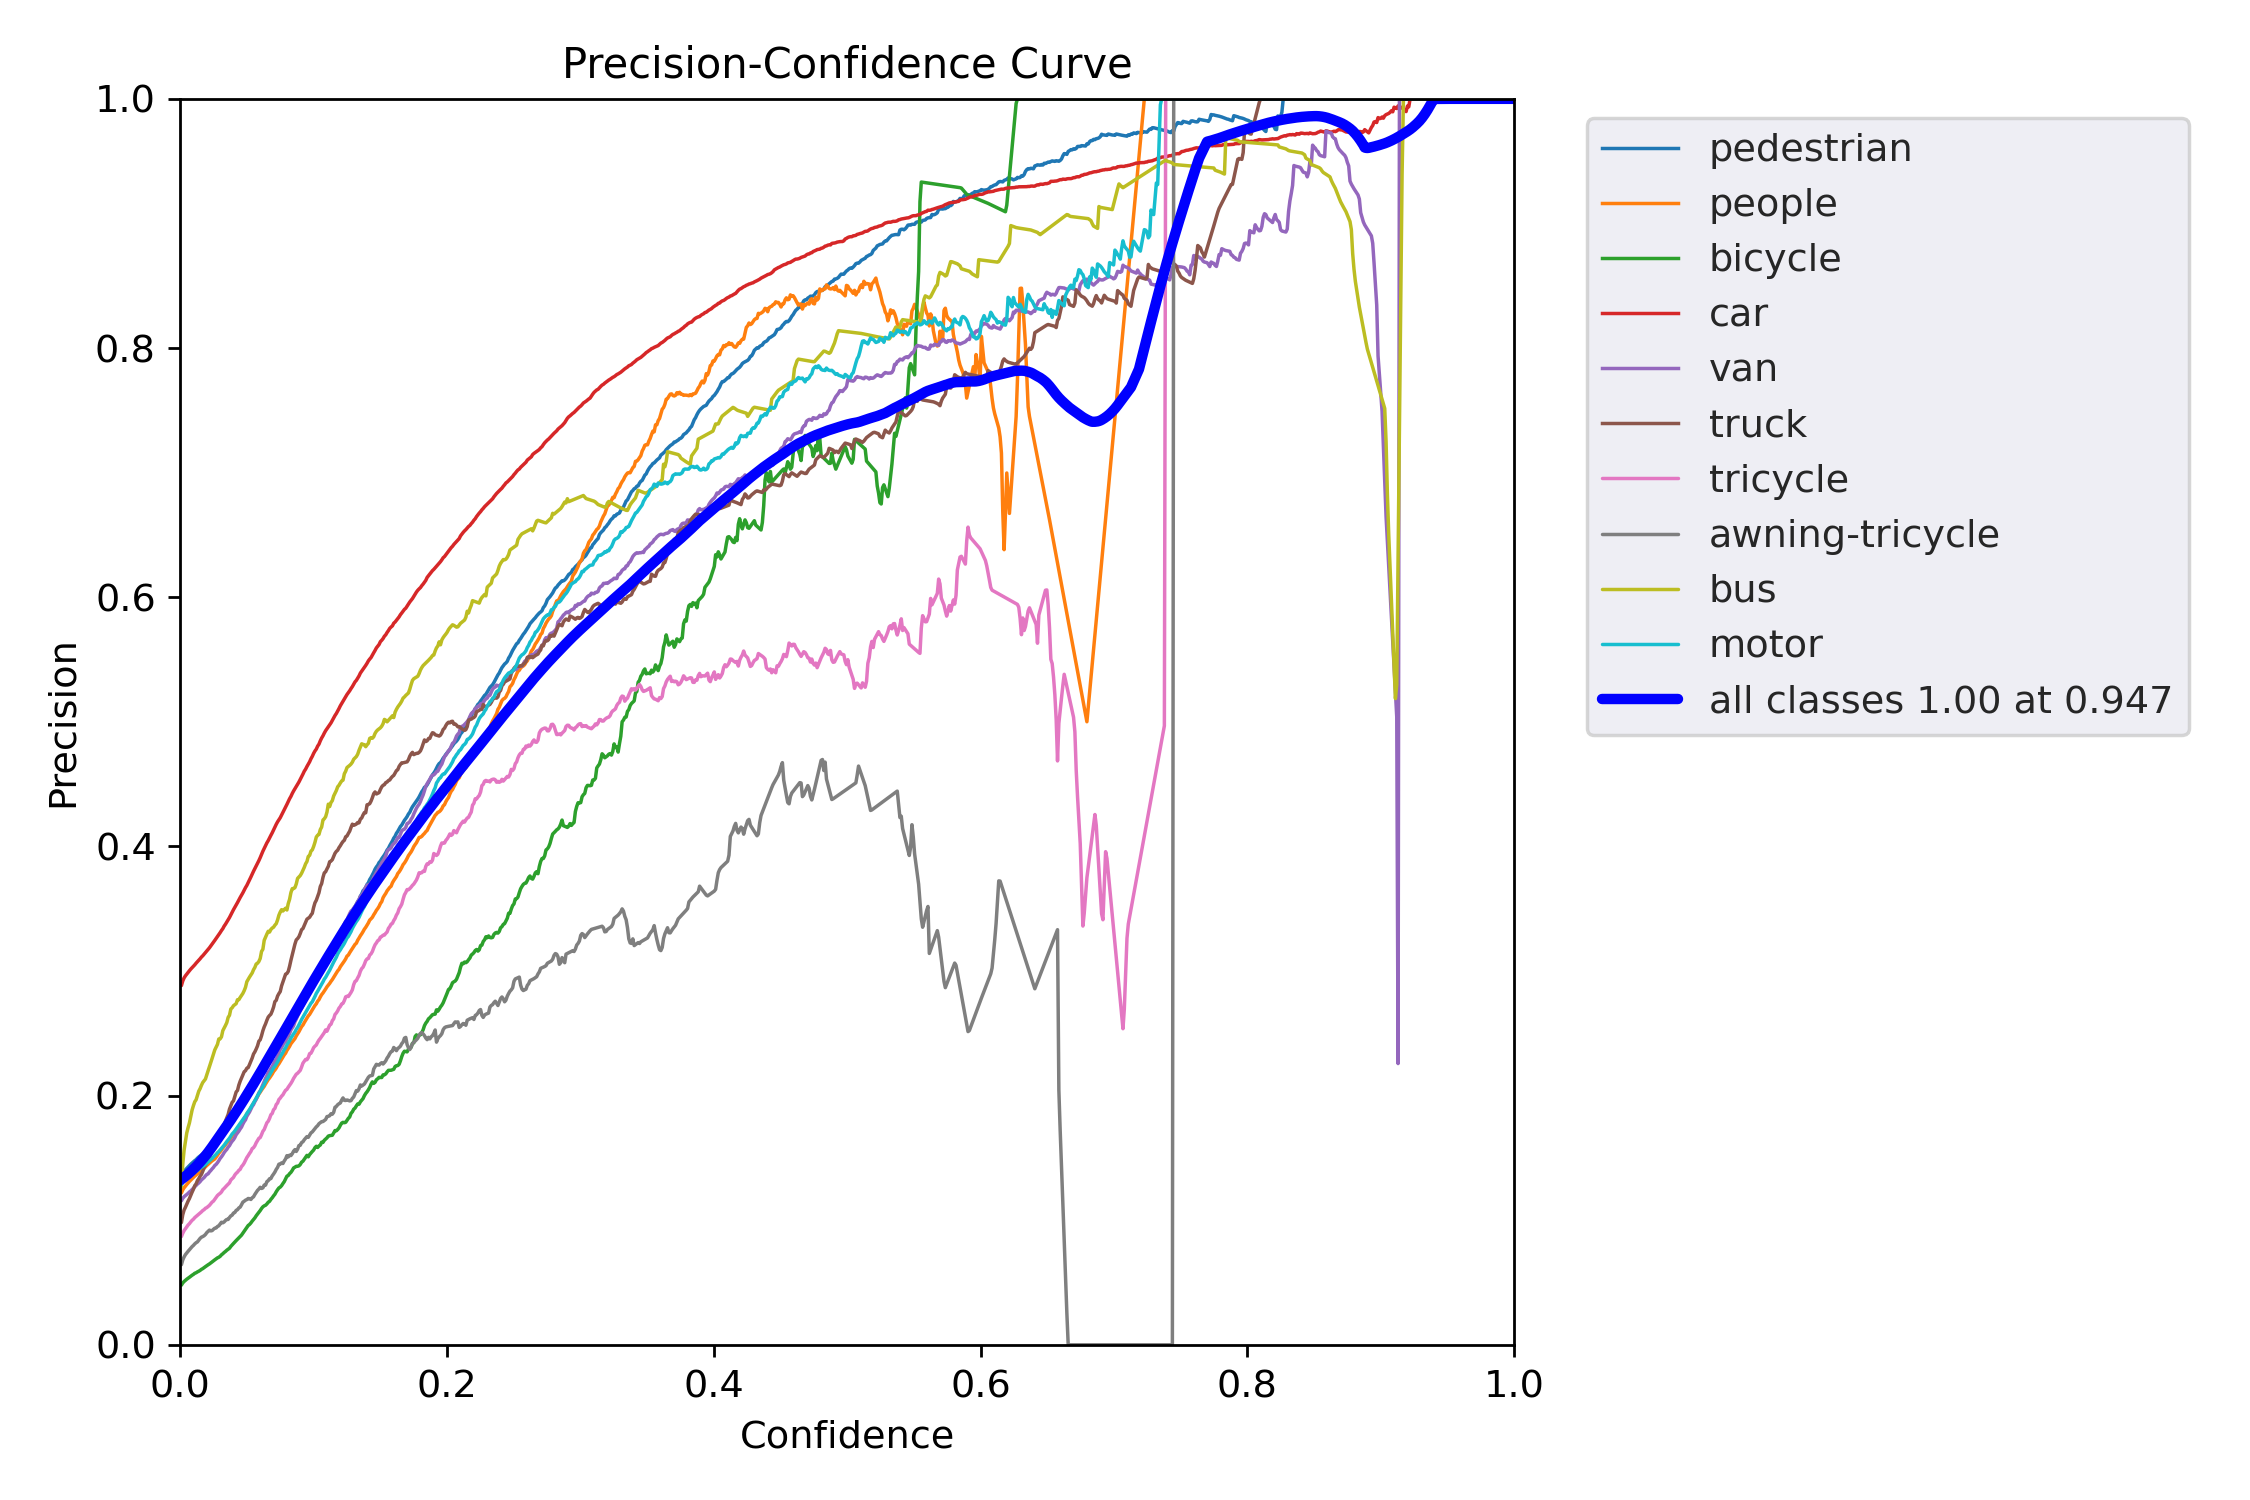 Precision-Confidence Curve
1.0
0.8
0.6
0.4
0.2
0.0
Precision
0.0 0.2 0.4 0.6 0.8 1.0
Confidence
pedestrian
people
bicycle
car
van
truck
tricycle
awning-tricycle
bus
motor
all classes 1.00 at 0.947